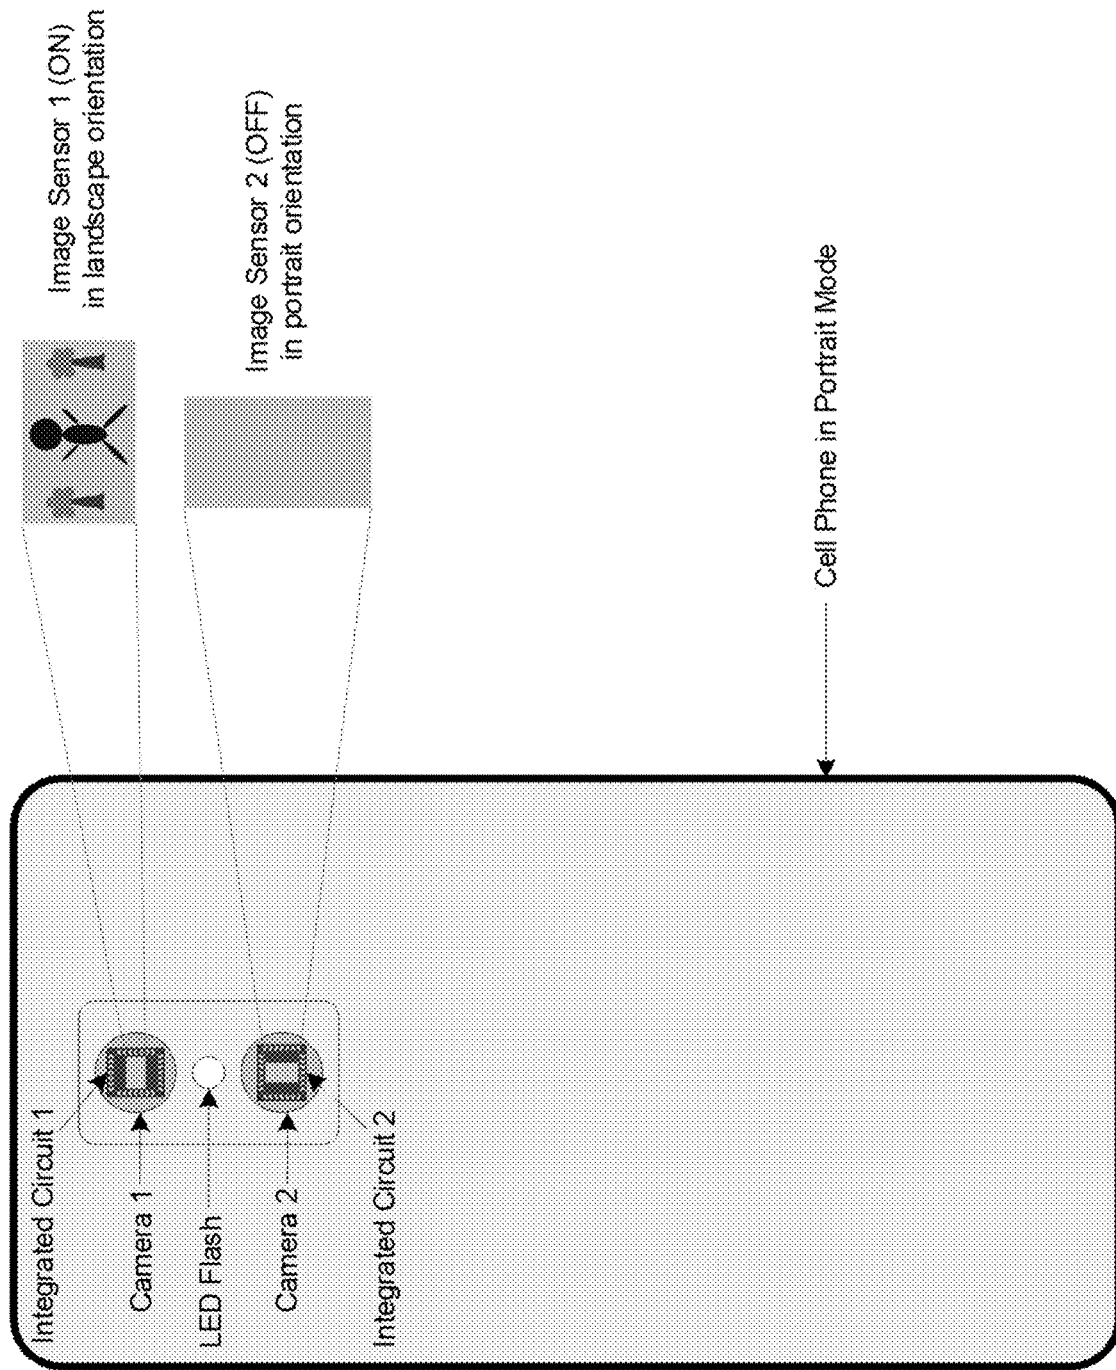 Integrated Circuit 1
Camera 1
LED Flash
Camera 2
Integrated Circuit 2
Image Sensor 1 (ON)
in landscape orientation
Image Sensor 2 (OFF)
in portrait orientation
Cell Phone in Portrait Mode